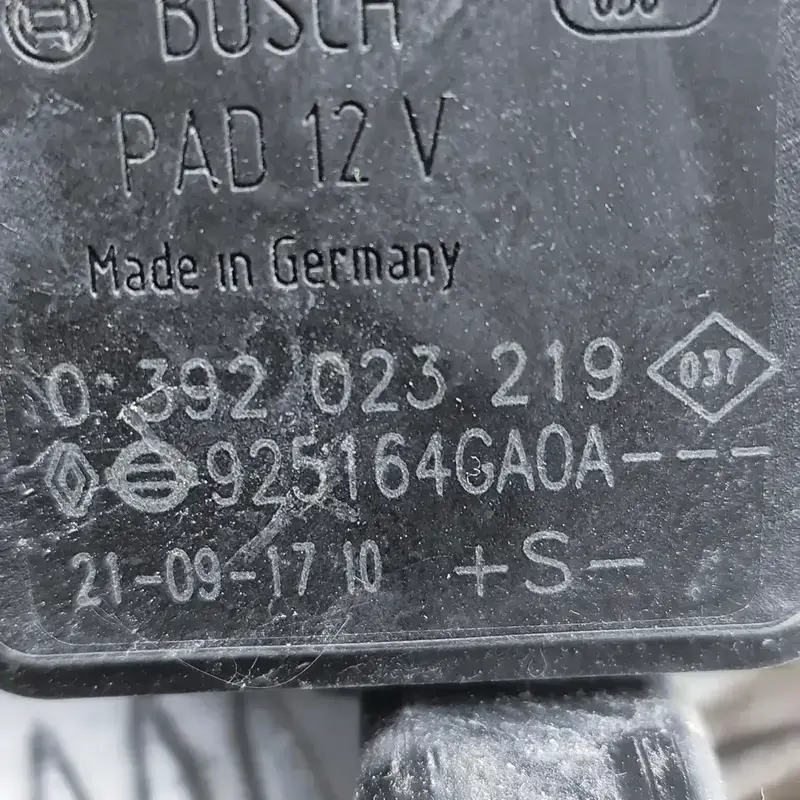 BOSCH
PAD 12 V
Made in Germany
0 392 023 219 037
925164GA0A---
21-09-17 10 +S-